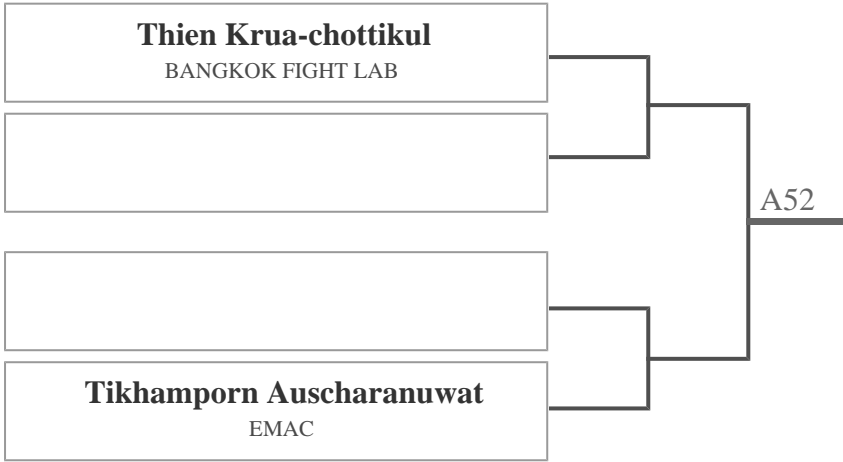 Thien Krua-chottikul
BANGKOK FIGHT LAB
A52
Tikhamporn Auscharanuwat
EMAC